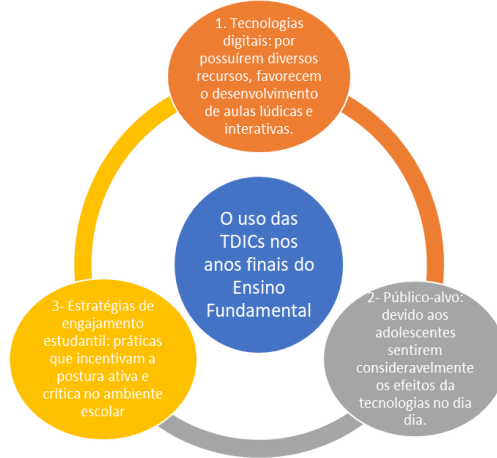 1. Tecnologias
digitais: por
possuírem diversos
recursos, favorecem
o desenvolvimento
de aulas lúdicas e
interativas.
O uso das
TDICs nos
anos finais do
Ensino
Fundamental
2- Público-alvo:
devido aos
adolescentes
sentirem
consideravelmente
os efeitos da
tecnologias no dia
dia.
3- Estratégias de
engajamento
estudantil: práticas
que incentivam a
postura ativa e
crítica no ambiente
escolar